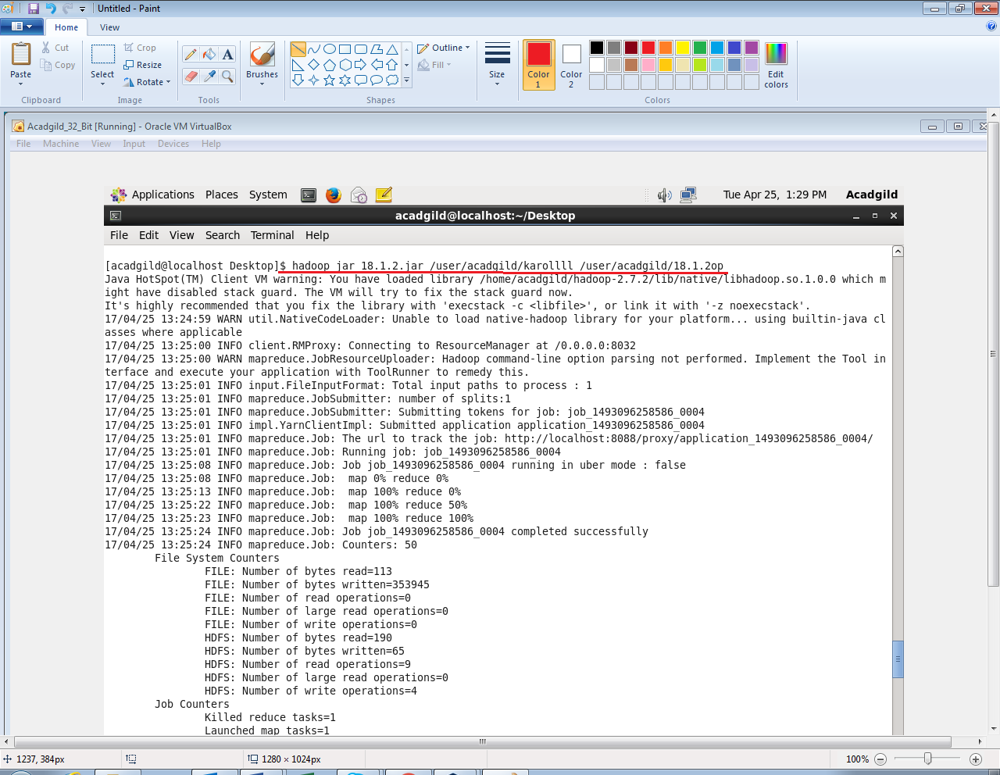 Untitled - Paint
Home
View
Paste
Cut
Copy
Clipboard
Select
Crop
Resize
Rotate
Image
Tools
Brushes
Outline
Fill
Shapes
Size
Color 1
Color 2
Edit colors
Colors
Acadgild_32_Bit [Running] - Oracle VM VirtualBox
File Machine View Input Devices Help
Applications Places System
Tue Apr 25, 1:29 PM
Acadgild
acadgild@localhost:~/Desktop
File Edit View Search Terminal Help
[acadgild@localhost Desktop]$ hadoop jar 18.1.2.jar /user/acadgild/karollll /user/acadgild/18.1.2op
Java HotSpot(TM) Client VM warning: You have loaded library /home/acadgild/hadoop-2.7.2/lib/native/libhadoop.so.1.0.0 which m
ight have disabled stack guard. The VM will try to fix the stack guard now.
It's highly recommended that you fix the library with 'execstack -c <libfile>', or link it with '-z noexecstack'.
17/04/25 13:24:59 WARN util.NativeCodeLoader: Unable to load native-hadoop library for your platform... using builtin-java cl
asses where applicable
17/04/25 13:25:00 INFO client.RMProxy: Connecting to ResourceManager at /0.0.0.0:8032
17/04/25 13:25:00 WARN mapreduce.JobResourceUploader: Hadoop command-line option parsing not performed. Implement the Tool in
terface and execute your application with ToolRunner to remedy this.
17/04/25 13:25:01 INFO input.FileInputFormat: Total input paths to process : 1
17/04/25 13:25:01 INFO mapreduce.JobSubmitter: number of splits:1
17/04/25 13:25:01 INFO mapreduce.JobSubmitter: Submitting tokens for job: job_1493096258586_0004
17/04/25 13:25:01 INFO impl.YarnClientImpl: Submitted application application_1493096258586_0004
17/04/25 13:25:01 INFO mapreduce.Job: The url to track the job: http://localhost:8088/proxy/application_1493096258586_0004/
17/04/25 13:25:01 INFO mapreduce.Job: Running job: job_1493096258586_0004
17/04/25 13:25:08 INFO mapreduce.Job: Job job_1493096258586_0004 running in uber mode : false
17/04/25 13:25:08 INFO mapreduce.Job:  map 0% reduce 0%
17/04/25 13:25:13 INFO mapreduce.Job:  map 100% reduce 0%
17/04/25 13:25:22 INFO mapreduce.Job:  map 100% reduce 50%
17/04/25 13:25:23 INFO mapreduce.Job:  map 100% reduce 100%
17/04/25 13:25:24 INFO mapreduce.Job: Job job_1493096258586_0004 completed successfully
17/04/25 13:25:24 INFO mapreduce.Job: Counters: 50
File System Counters
FILE: Number of bytes read=113
FILE: Number of bytes written=353945
FILE: Number of read operations=0
FILE: Number of large read operations=0
FILE: Number of write operations=0
HDFS: Number of bytes read=190
HDFS: Number of bytes written=65
HDFS: Number of read operations=9
HDFS: Number of large read operations=0
HDFS: Number of write operations=4
Job Counters
Killed reduce tasks=1
Launched map tasks=1
1237, 384px
1280 × 1024px
100%